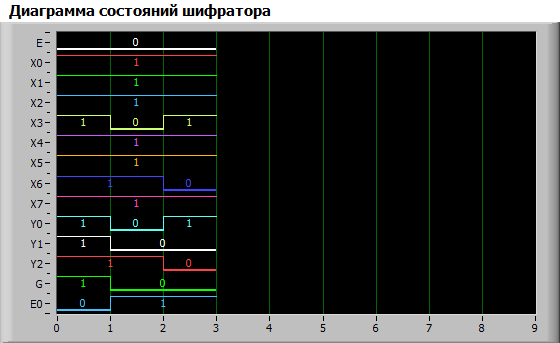 Диаграмма состояний шифратора
E 0
X0 1
X1 1
X2 1
X3 1 0 1
X4 1
X5 1
X6 1 0
X7 1
Y0 1 0 1
Y1 1 0
Y2 1 0
G 1 0
E0 0 1
0 1 2 3 4 5 6 7 8 9